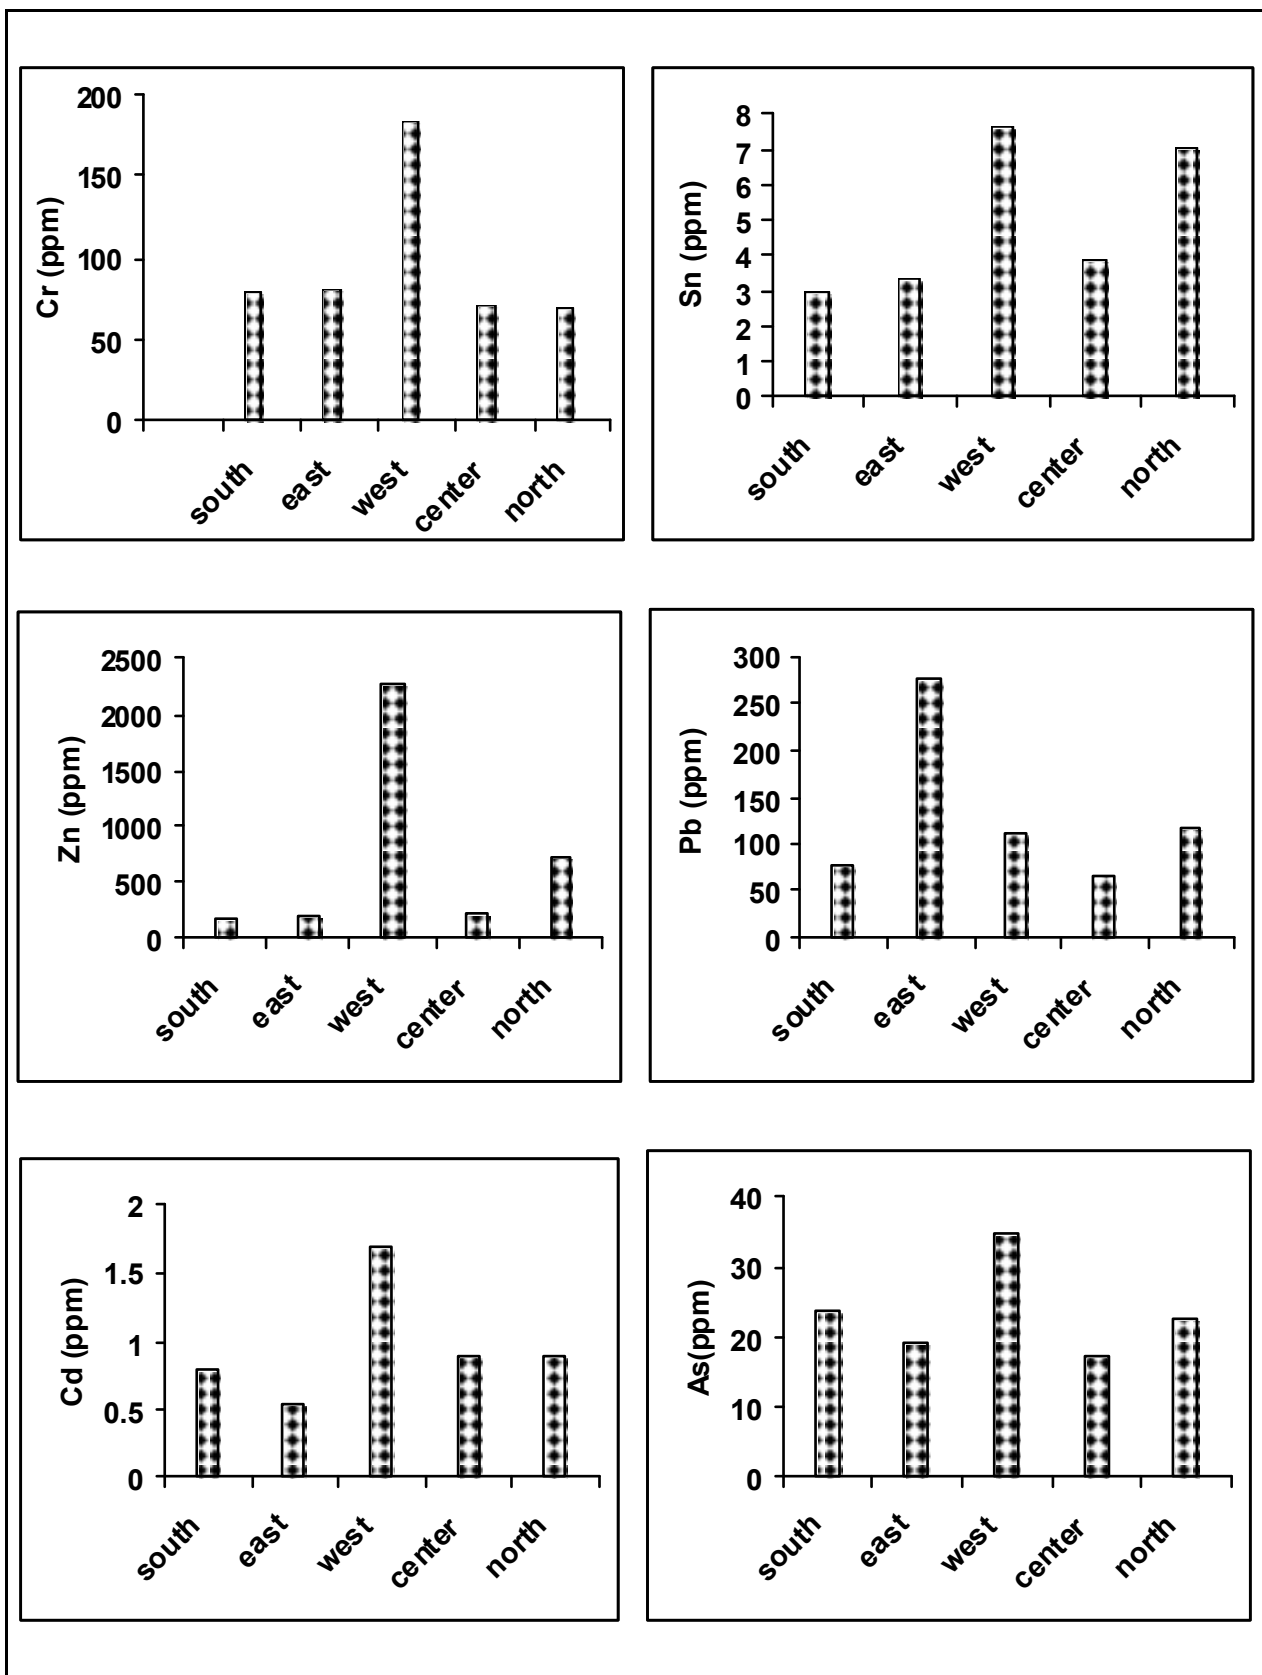 200
150
100
50
0
Cr (ppm)
south
east
west
center
north
8
7
6
5
4
3
2
1
0
Sn (ppm)
south
east
west
center
north
2500
2000
1500
1000
500
0
Zn (ppm)
south
east
west
center
north
300
250
200
150
100
50
0
Pb (ppm)
south
east
west
center
north
2
1.5
1
0.5
0
Cd (ppm)
south
east
west
center
north
40
30
20
10
0
As(ppm)
south
east
west
center
north